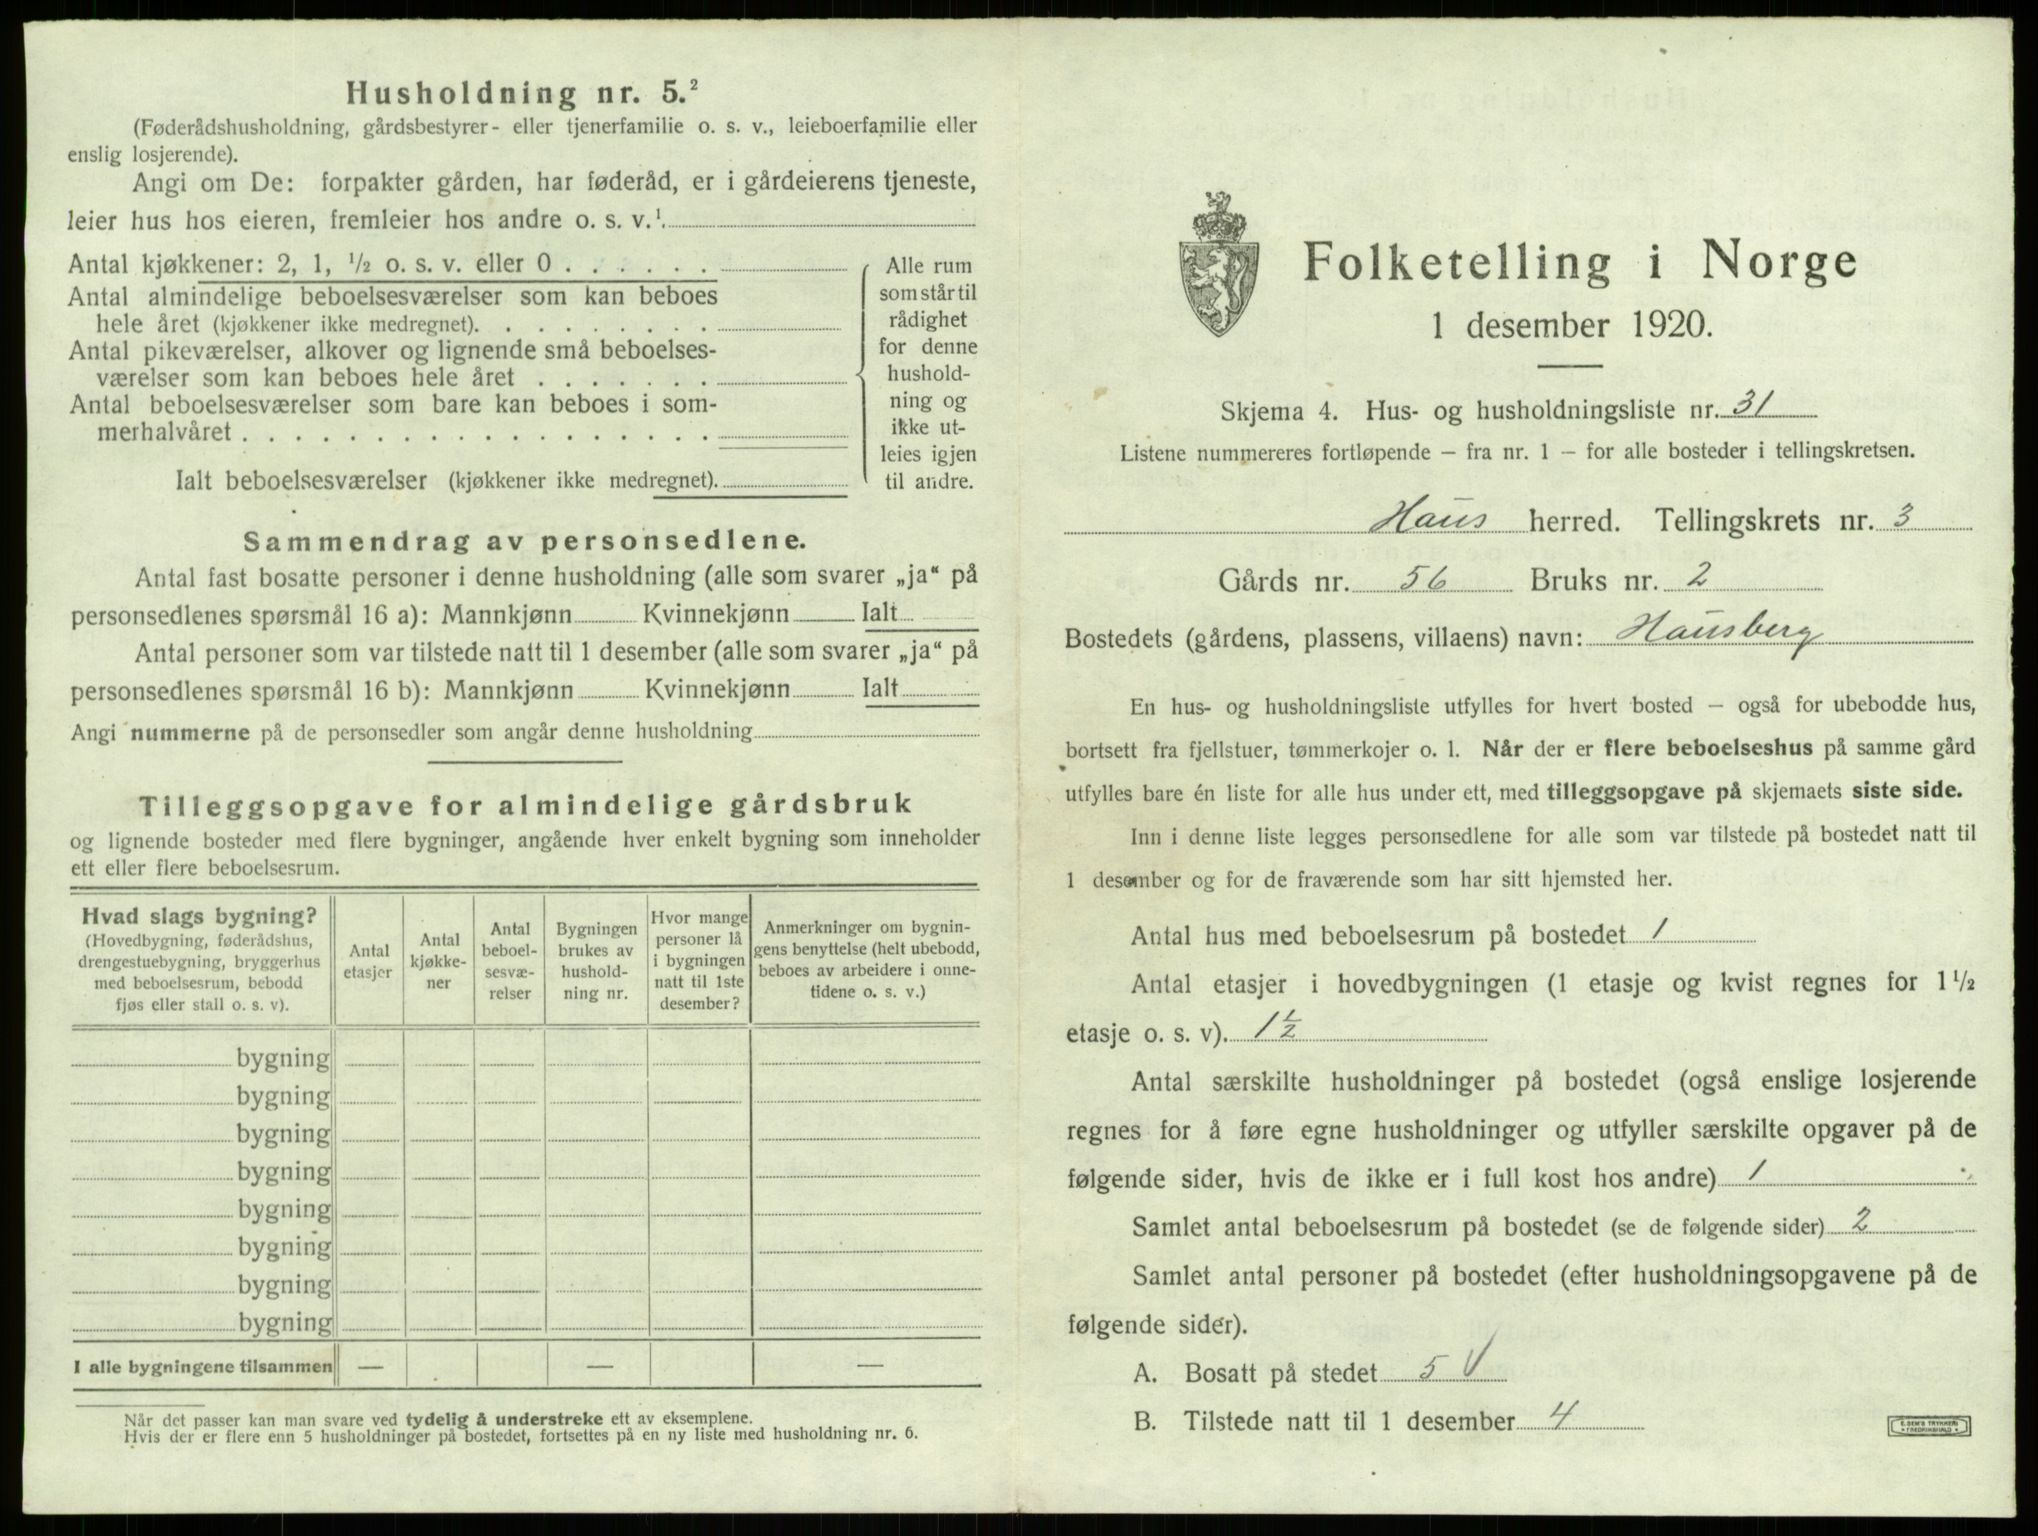 Husholdning nr. 5.²
(Føderådshusholdning, gårdsbestyrer- eller tjenerfamilie o. s. v., leieboerfamilie eller
enslig losjerende).
Angi om De: forpakter gården, har føderåd, er i gårdeierens tjeneste,
leier hus hos eieren, fremleier hos andre o. s. v.¹
Antal kjøkkener: 2, 1, ½ o. s. v. eller 0 . . . . . .
Antal almindelige beboelsesværelser som kan beboes
hele året (kjøkkener ikke medregnet). . . . . . . . .
Antal pikeværelser, alkover og lignende små beboelses-
værelser som kan beboes hele året . . . . . . .
Antal beboelsesværelser som bare kan beboes i som-
merhalvåret . . . . . . . . . . . . . . . . . .
Alle rum
som står til
rådighet
for denne
hushold-
ning og
ikke ut-
leies igjen
til andre.
Ialt beboelsesværelser (kjøkkener ikke medregnet).
Sammendrag av personsedlene.
Antal fast bosatte personer i denne husholdning (alle som svarer „ja“ på
personsedlenes spørsmål 16 a): Mannkjønn Kvinnekjønn Ialt
Antal personer som var tilstede natt til 1 desember (alle som svarer „ja“ på
personsedlenes spørsmål 16 b): Mannkjønn Kvinnekjønn Ialt
Angi nummerne på de personsedler som angår denne husholdning
Tilleggsopgave for almindelige gårdsbruk
og lignende bosteder med flere bygninger, angående hver enkelt bygning som inneholder
ett eller flere beboelsesrum.
Hvad slags bygning?
(Hovedbygning, føderådshus,
drengestuebygning, bryggerhus
med beboelsesrum, bebodd
fjøs eller stall o. s. v).
Antal
etasjer
Antal
kjøkke-
ner
Antal
beboel-
sesvæ-
relser
Bygningen
brukes av
hushold-
ning nr.
Hvor mange
personer lå
i bygningen
natt til 1ste
desember?
Anmerkninger om bygnin-
gens benyttelse (helt ubebodd,
beboes av arbeidere i onne-
tidene o. s. v.)
bygning
bygning
bygning
bygning
bygning
bygning
bygning
bygning
I alle bygningene tilsammen — — —
Når det passer kan man svare ved tydelig å understreke ett av eksemplene.
Hvis der er flere enn 5 husholdninger på bostedet, fortsettes på en ny liste med husholdning nr. 6.
Folketelling i Norge
1 desember 1920.
Skjema 4. Hus- og husholdningsliste nr. 31
Listene nummereres fortløpende – fra nr. 1 – for alle bosteder i tellingskretsen.
Haus herred. Tellingskrets nr. 3
Gårds nr. 56 Bruks nr. 2
Bostedets (gårdens, plassens, villaens) navn: Hausberg
En hus- og husholdningsliste utfylles for hvert bosted – også for ubebodde hus,
bortsett fra fjellstuer, tømmerkojer o. l. Når der er flere beboelseshus på samme gård
utfylles bare én liste for alle hus under ett, med tilleggsopgave på skjemaets siste side.
Inn i denne liste legges personsedlene for alle som var tilstede på bostedet natt til
1 desember og for de fraværende som har sitt hjemsted her.
Antal hus med beboelsesrum på bostedet 1
Antal etasjer i hovedbygningen (1 etasje og kvist regnes for 1½
etasje o. s. v). 1½
Antal særskilte husholdninger på bostedet (også enslige losjerende
regnes for å føre egne husholdninger og utfyller særskilte opgaver på de
følgende sider, hvis de ikke er i full kost hos andre) 1
Samlet antal beboelsesrum på bostedet (se de følgende sider) 2
Samlet antal personer på bostedet (efter husholdningsopgavene på de
følgende sider).
A. Bosatt på stedet 5 V
B. Tilstede natt til 1 desember 4
E. SEM'S TRYKKERI
• FREDRIKSHALD •